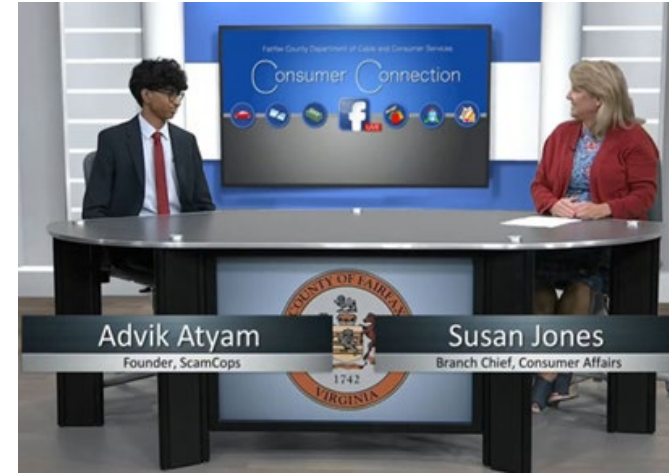 Fairfax County Department of Cable and Consumer Services
Consumer Connection
f
LIVE
COUNTY OF FAIRFAX
1742
VIRGINIA
Advik Atyam
Founder, ScamCops
Susan Jones
Branch Chief, Consumer Affairs